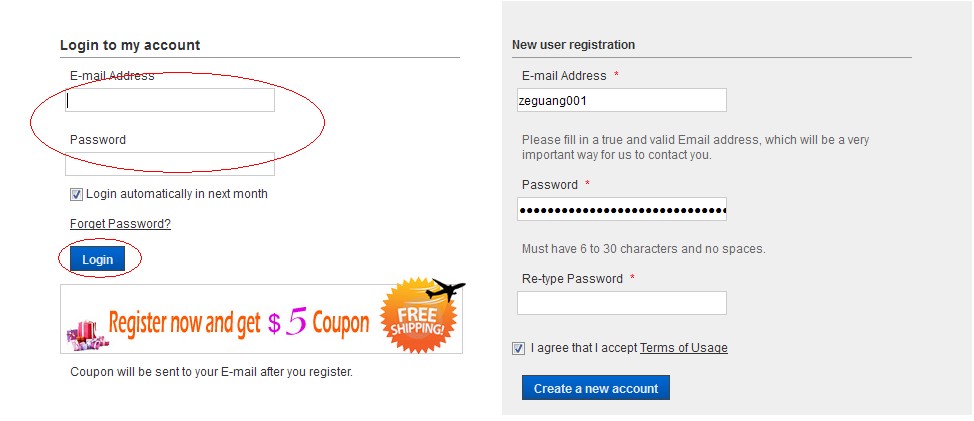 Login to my account
E-mail Address
Password
Login automatically in next month
Forget Password?
Login
Register now and get $ 5 Coupon
FREE
SHIPPING!
Coupon will be sent to your E-mail after you register.
New user registration
E-mail Address *
zeguang001
Please fill in a true and valid Email address, which will be a very
important way for us to contact you.
Password *
●●●●●●●●●●●●●●●●●●●●●●●●●●●●●●
Must have 6 to 30 characters and no spaces.
Re-type Password *
I agree that I accept Terms of Usage
Create a new account